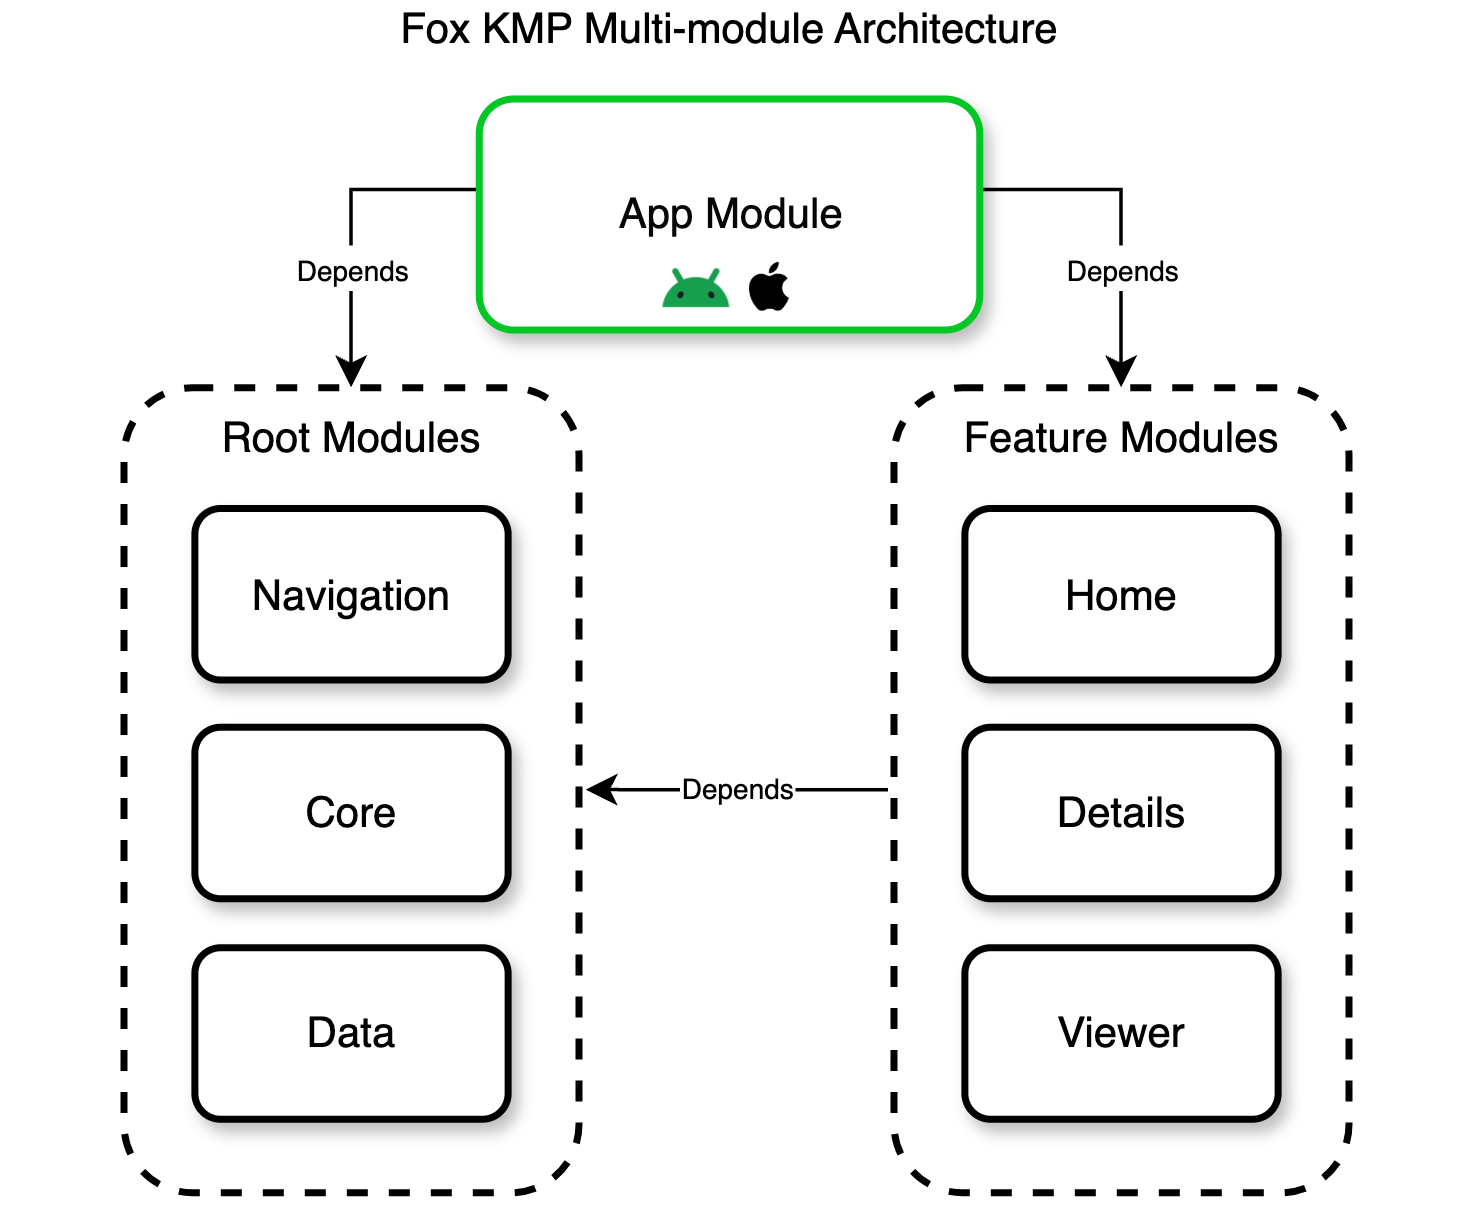 Fox KMP Multi-module Architecture
App Module
Depends
Depends
Root Modules
Feature Modules
Navigation
Home
Core
Depends
Details
Data
Viewer